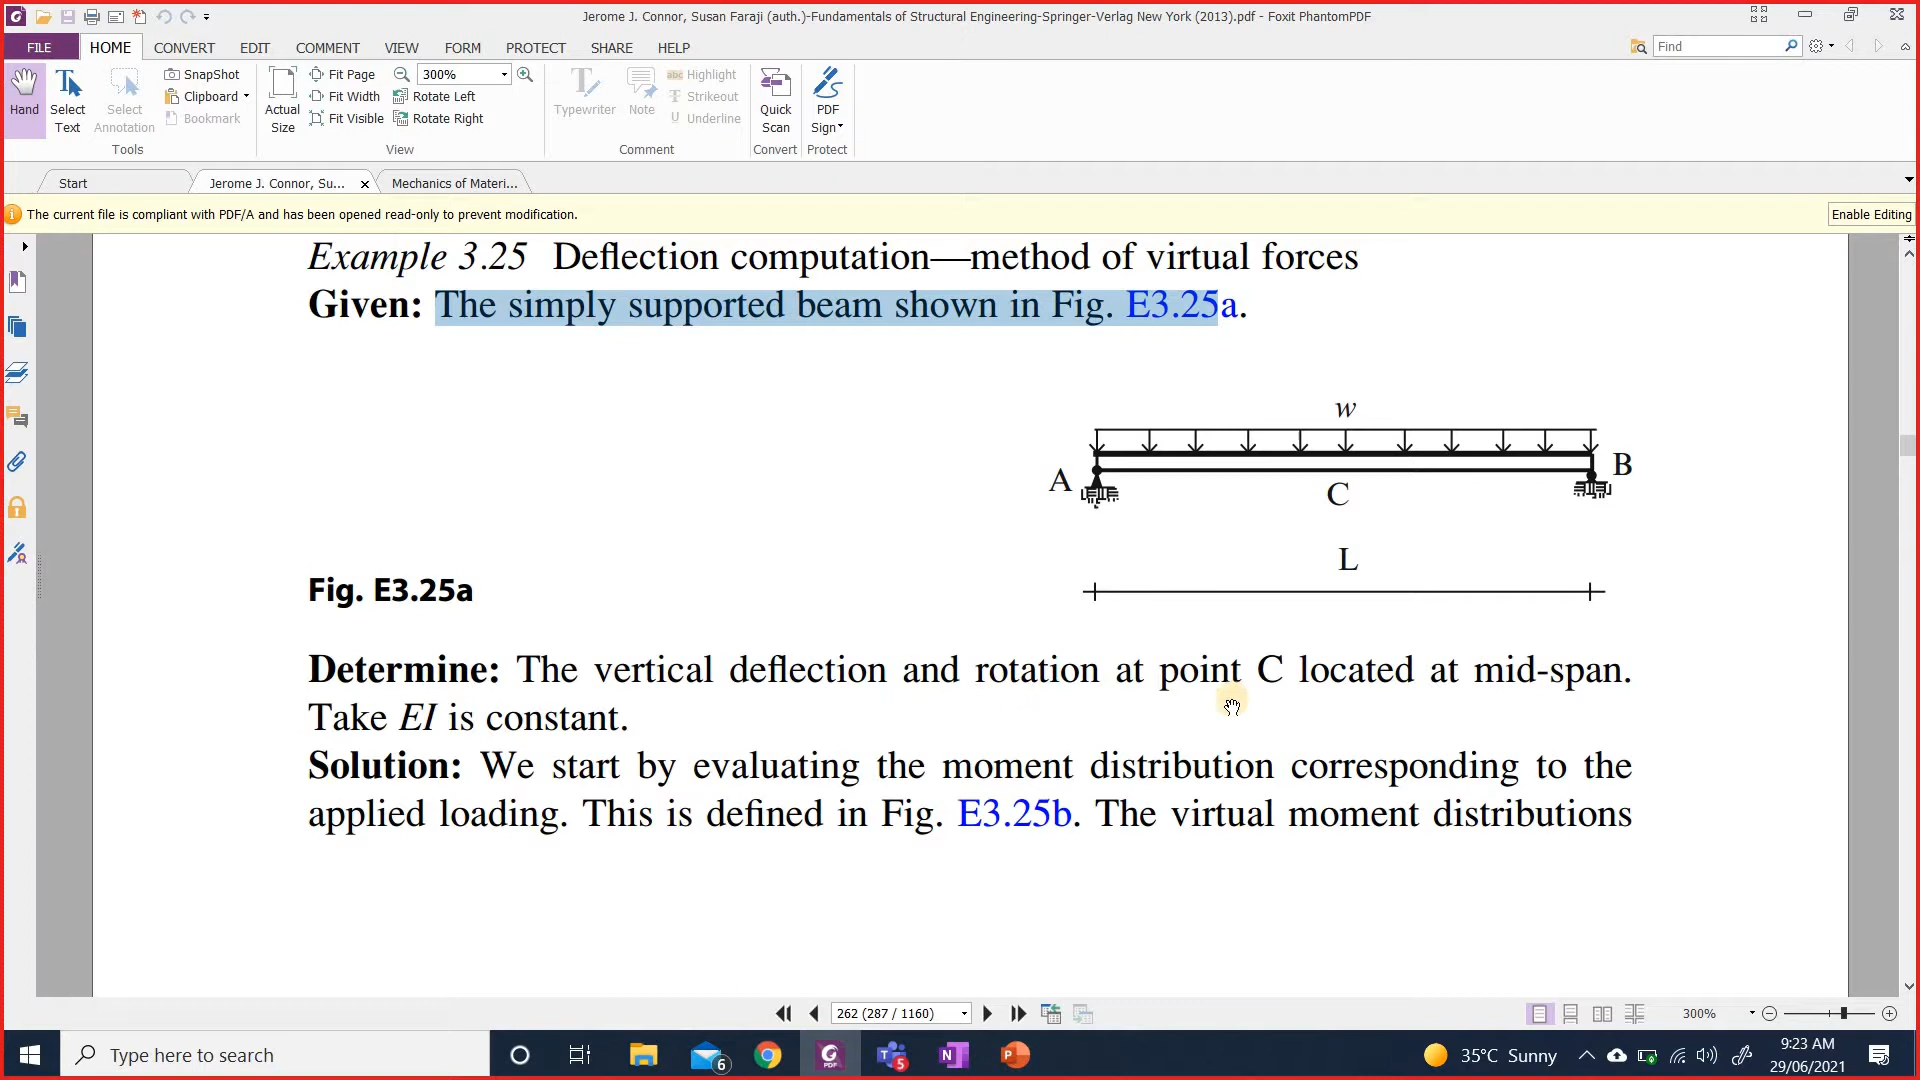 Jerome J. Connor, Susan Faraji (auth.)-Fundamentals of Structural Engineering-Springer-Verlag New York (2013).pdf - Foxit PhantomPDF
FILE HOME CONVERT EDIT COMMENT VIEW FORM PROTECT SHARE HELP
Find
Hand
Select Text
Select Annotation
SnapShot
Clipboard
Bookmark
Tools
Actual Size
Fit Page
Fit Width
Fit Visible
300%
Rotate Left
Rotate Right
View
Typewriter
Note
abc Highlight
Strikeout
Underline
Comment
Quick Scan
Convert
PDF Sign
Protect
Start
Jerome J. Connor, Su... x
Mechanics of Materi...
The current file is compliant with PDF/A and has been opened read-only to prevent modification.
Enable Editing
Example 3.25 Deflection computation—method of virtual forces
Given: The simply supported beam shown in Fig. E3.25a.
w
A
B
C
L
Fig. E3.25a
Determine: The vertical deflection and rotation at point C located at mid-span.
Take EI is constant.
Solution: We start by evaluating the moment distribution corresponding to the
applied loading. This is defined in Fig. E3.25b. The virtual moment distributions
262 (287 / 1160)
300%
Type here to search
6
PDF
5
N
P
35°C Sunny
9:23 AM
29/06/2021